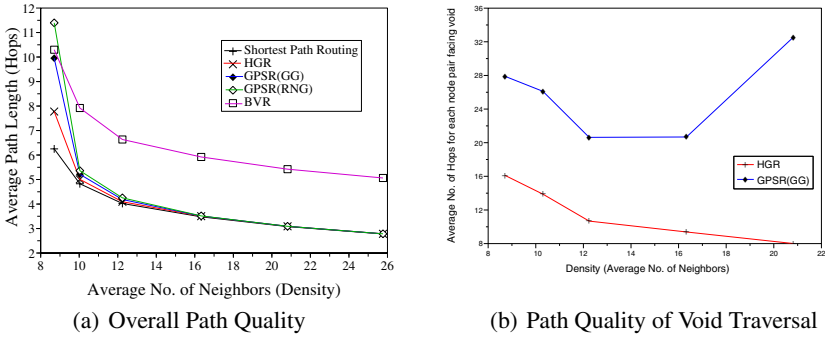 12
11
10
9
8
7
6
5
4
3
2
8 10 12 14 16 18 20 22 24 26
Average Path Length (Hops)
Average No. of Neighbors (Density)
Shortest Path Routing
HGR
GPSR(GG)
GPSR(RNG)
BVR
(a) Overall Path Quality
36
32
28
24
20
16
12
8
8 10 12 14 16 18 20 22
Average No. of Hops for each node pair facing void
Density (Average No. of Neighbors)
HGR
GPSR(GG)
(b) Path Quality of Void Traversal